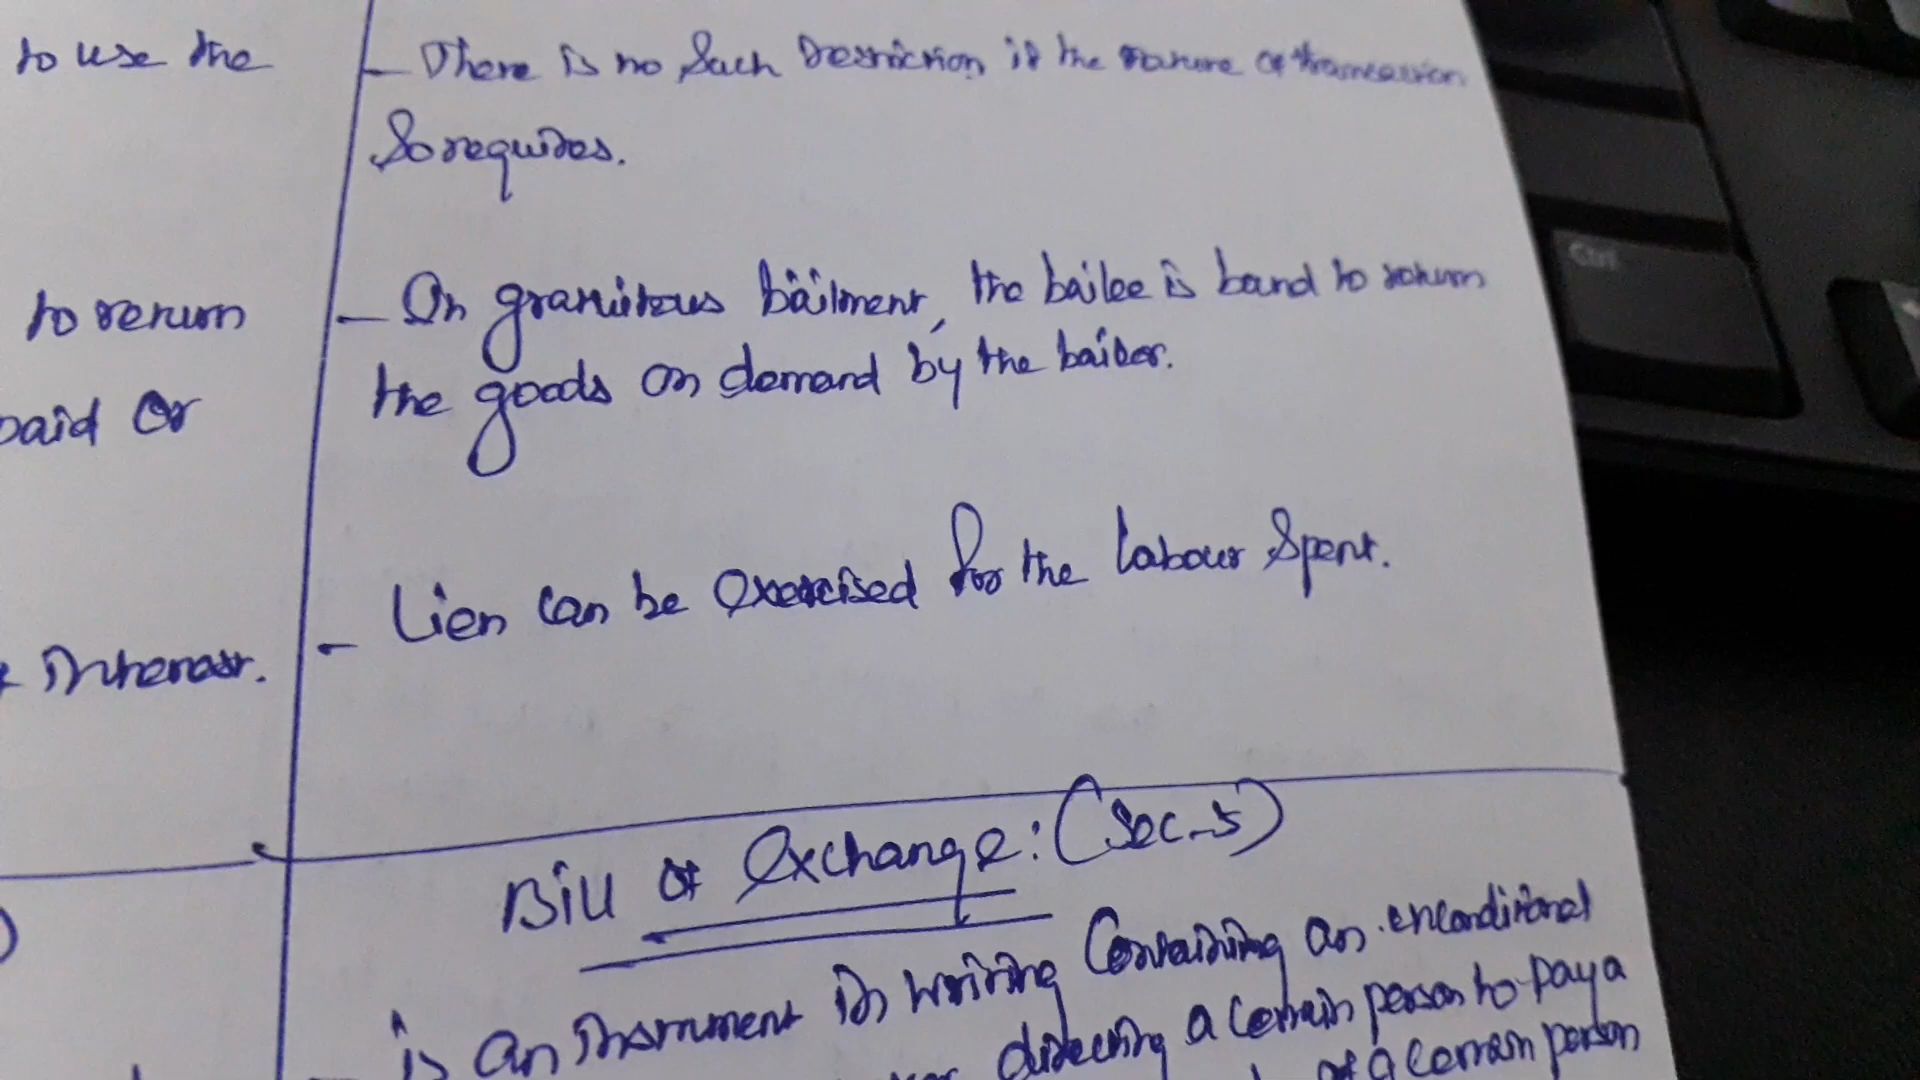 to use the
- There is no such restriction if the nature of transaction
so requires.
to return
- In gratuitous bailment, the bailee is bound to return
the goods on demand by the bailor.
paid or
- Lien can be exercised for the labour spent.
interest.
Bill of Exchange: (Sec-5)
is an instrument in writing containing an unconditional
directing a certain person to pay a
of a certain person
Ctrl